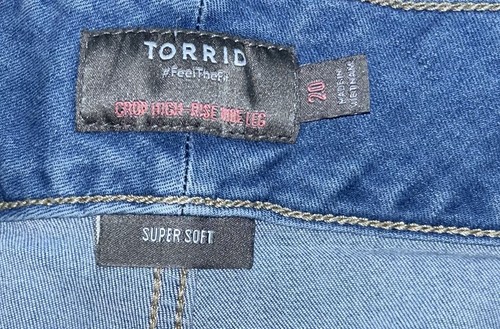 TORRID
#FeelTheFit
CROP HIGH-RISE WIDE LEG
20
MADE IN
VIETNAM
SUPER SOFT